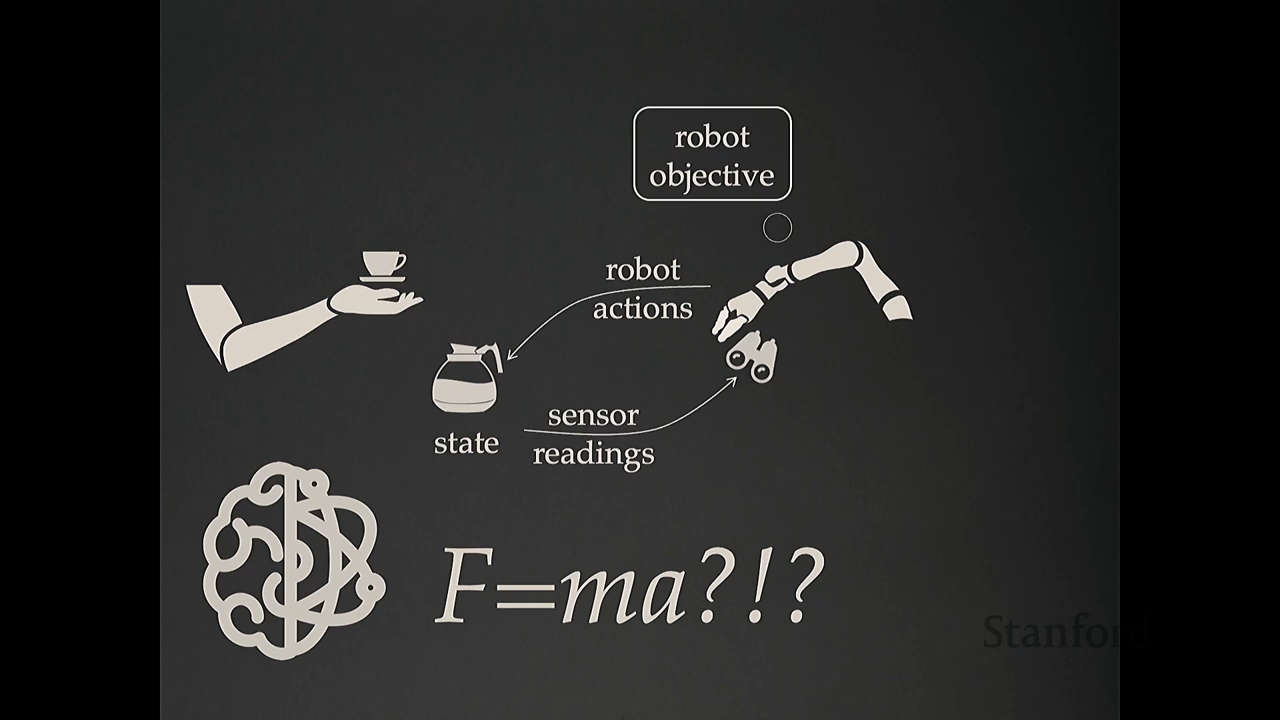 robot
objective
robot
actions
sensor
readings
state
F=ma?!?
Stanford